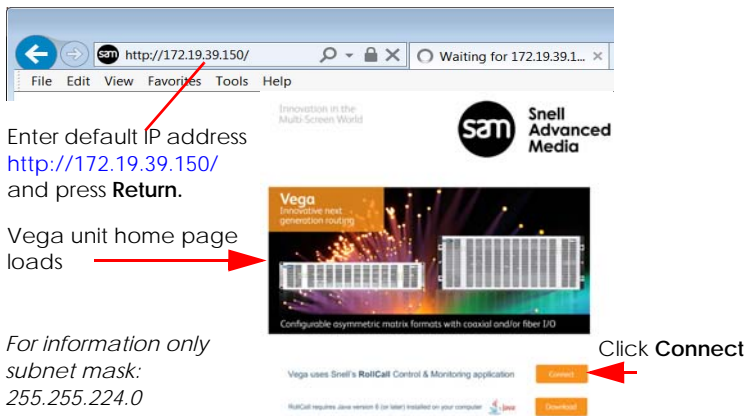 http://172.19.39.150/
Waiting for 172.19.39.1...
File Edit View Favorites Tools Help
Innovation in the
Multi-Screen World
sam
Snell
Advanced
Media
Enter default IP address
http://172.19.39.150/
and press Return.
Vega
Innovative next
generation routing
Vega unit home page
loads
Configurable asymmetric matrix formats with coaxial and/or fiber I/O
For information only
subnet mask:
255.255.224.0
Click Connect
Vega uses Snell's RollCall Control & Monitoring application
Connect
RollCall requires Java version 6 (or later) installed on your computer
Java
Download